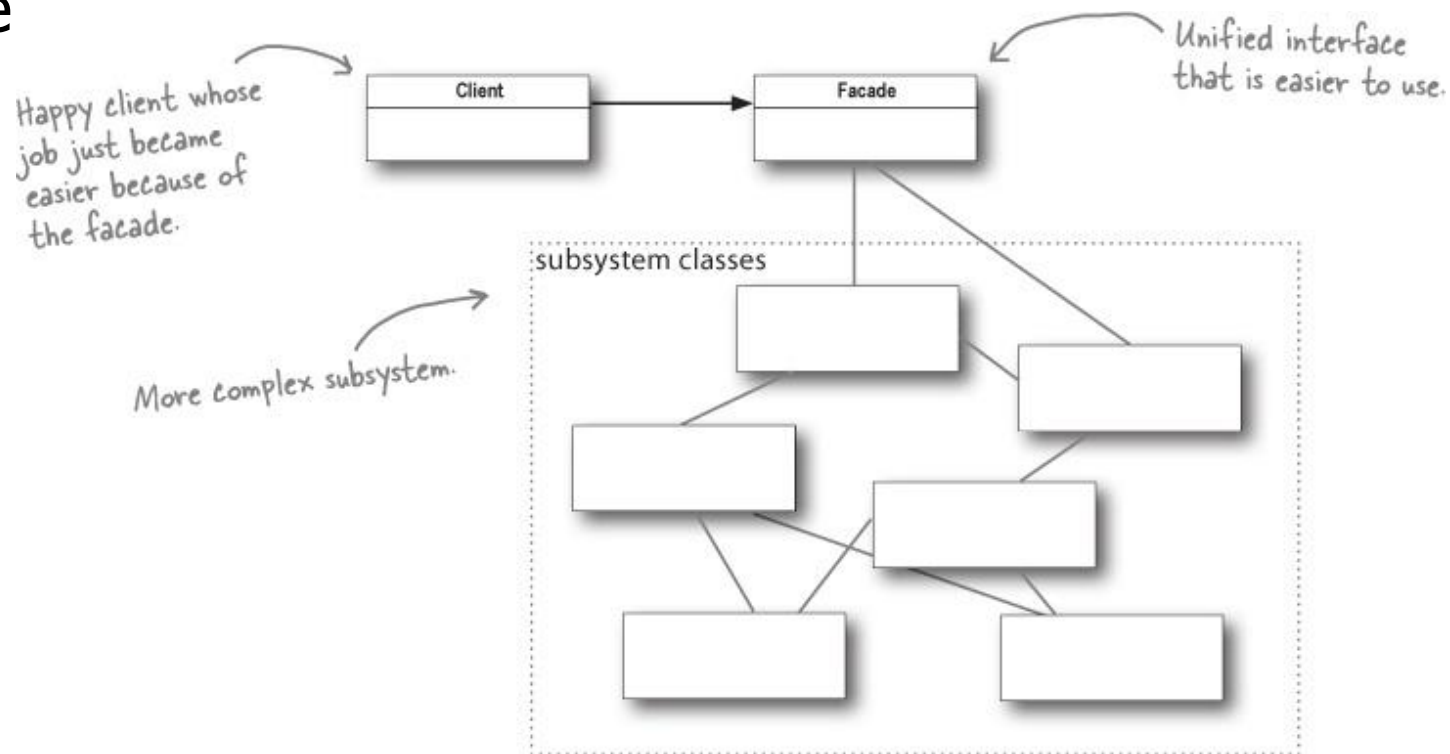 e
Happy client whose
job just became
easier because of
the facade.
Client
Facade
Unified interface
that is easier to use.
subsystem classes
More complex subsystem.